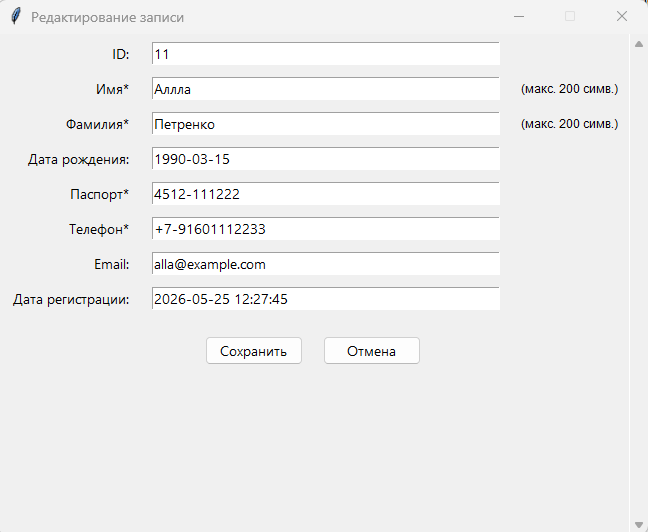 Редактирование записи
ID: 11
Имя* Аллла (макс. 200 симв.)
Фамилия* Петренко (макс. 200 симв.)
Дата рождения: 1990-03-15
Паспорт* 4512-111222
Телефон* +7-91601112233
Email: alla@example.com
Дата регистрации: 2026-05-25 12:27:45
Сохранить Отмена